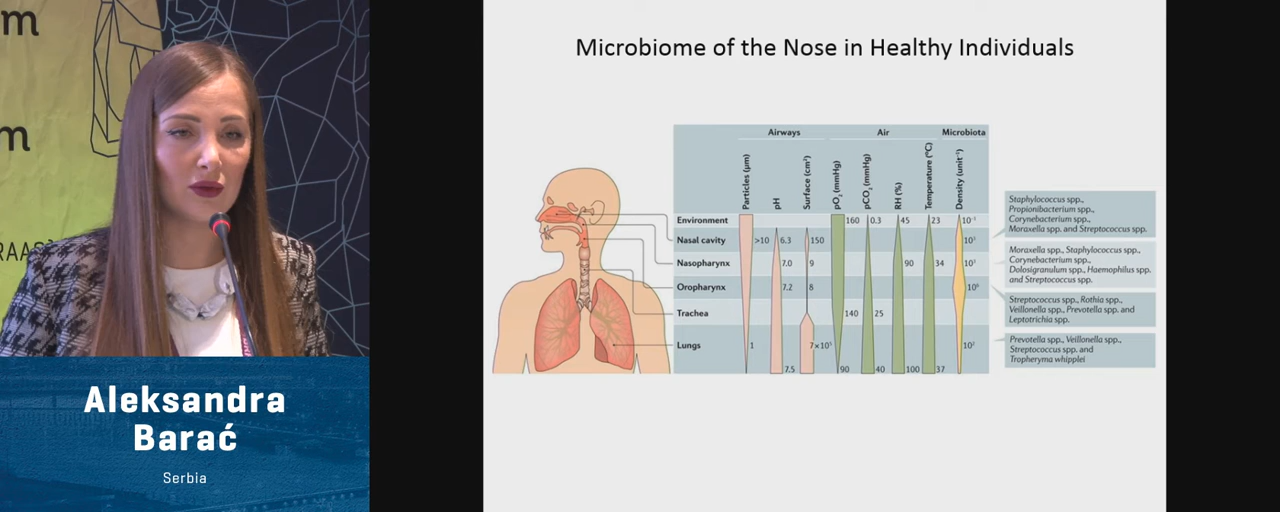 m
m
RAAS
Aleksandra
Barać
Serbia
Microbiome of the Nose in Healthy Individuals
Airways
Air
Microbiota
Particles (μm)
pH
Surface (cm²)
pO₂ (mmHg)
pCO₂ (mmHg)
RH (%)
Temperature (°C)
Density (unit⁻¹)
Environment 160 0.3 45 23 10⁻¹
Nasal cavity >10 6.3 150 10³
Nasopharynx 7.0 9 90 34 10³
Oropharynx 7.2 8 10⁶
Trachea 140 25
Lungs 1 7×10⁵ 10²
7.5 90 40 100 37
Staphylococcus spp.,
Propionibacterium spp.,
Corynebacterium spp.,
Moraxella spp. and Streptococcus spp.
Moraxella spp., Staphylococcus spp.,
Corynebacterium spp.,
Dolosigranulum spp., Haemophilus spp.
and Streptococcus spp.
Streptococcus spp., Rothia spp.,
Veillonella spp., Prevotella spp. and
Leptotrichia spp.
Prevotella spp., Veillonella spp.,
Streptococcus spp. and
Tropheryma whipplei